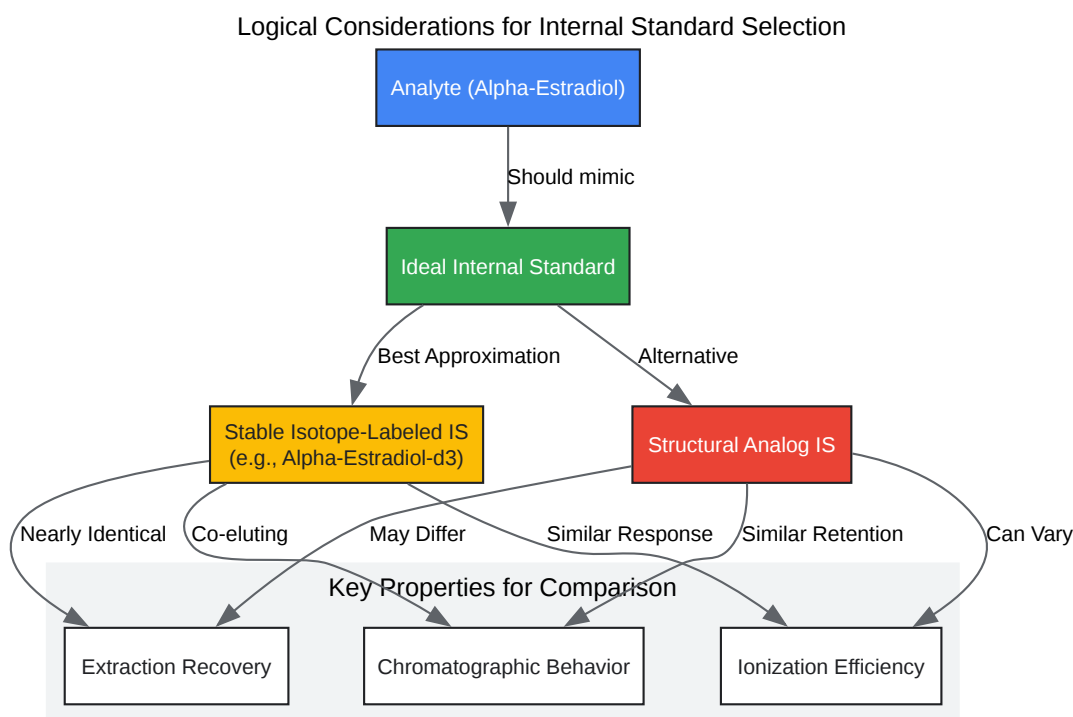 Logical Considerations for Internal Standard Selection
Analyte (Alpha-Estradiol)
Should mimic
Ideal Internal Standard
Best Approximation
Alternative
Stable Isotope-Labeled IS
(e.g., Alpha-Estradiol-d3)
Structural Analog IS
Nearly Identical
Co-eluting
May Differ
Similar Response
Similar Retention
Can Vary
Key Properties for Comparison
Extraction Recovery
Chromatographic Behavior
Ionization Efficiency